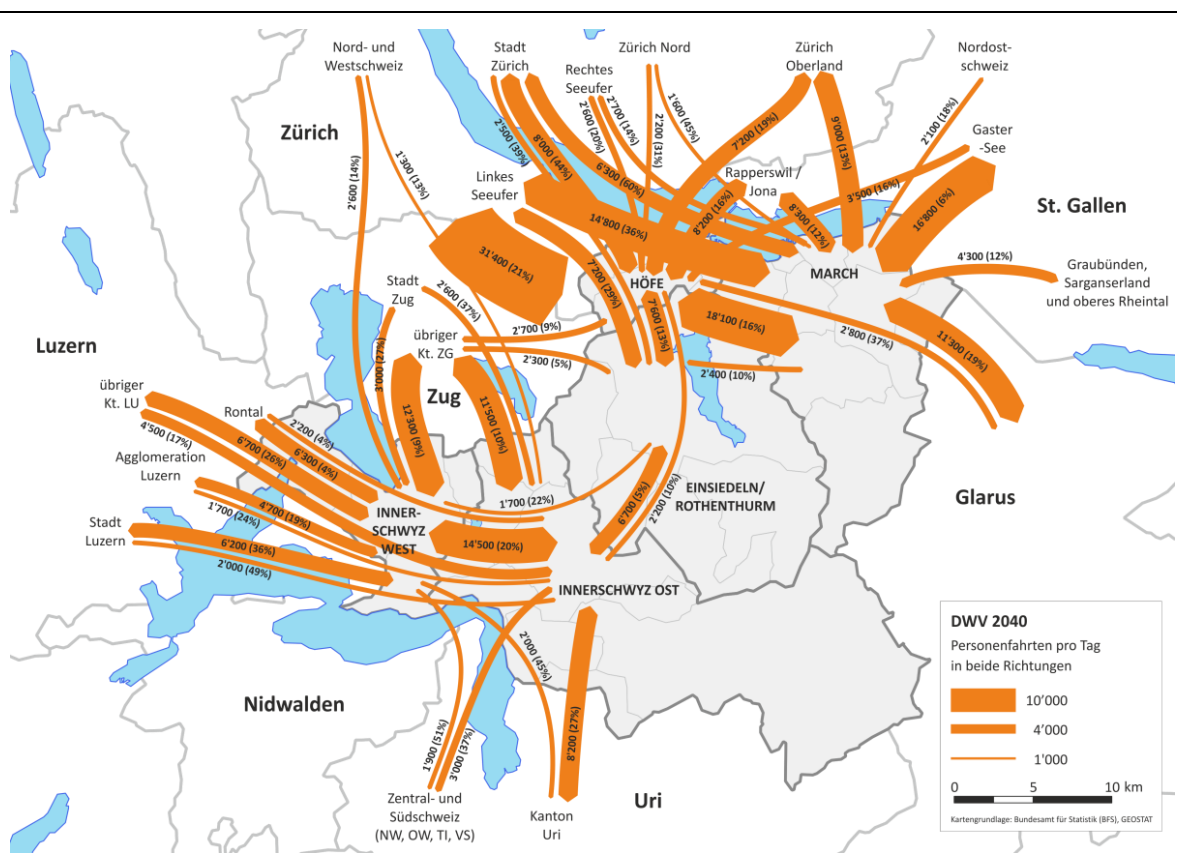 Nord- und
Westschweiz
Stadt
Zürich
Zürich Nord
Rechtes
Seeufer
Zürich
Oberland
Nordost-
schweiz
Gaster
-See
Zürich
Linkes
Seeufer
Rapperswil /
Jona
St. Gallen
2'600 (14%)
1'300 (13%)
2'500 (39%)
8'000 (44%)
6'300 (60%)
2'600 (20%)
2'700 (14%)
2'200 (31%)
1'600 (45%)
7'200 (19%)
9'000 (13%)
2'100 (18%)
3'500 (16%)
16'800 (6%)
8'300 (12%)
8'200 (16%)
14'800 (36%)
31'400 (21%)
7'200 (29%)
4'300 (12%)
Graubünden,
Sarganserland
und oberes Rheintal
MARCH
HÖFE
Stadt
Zug
2'600 (37%)
übriger
Kt. ZG
2'700 (9%)
2'300 (5%)
7'600 (13%)
18'100 (16%)
2'800 (37%)
11'300 (19%)
2'400 (10%)
Luzern
Zug
3'000 (27%)
12'300 (9%)
11'500 (10%)
übriger
Kt. LU
Rontal
4'500 (17%)
6'700 (26%)
2'200 (4%)
6'300 (4%)
Agglomeration
Luzern
4'700 (19%)
1'700 (24%)
Stadt
Luzern
6'200 (36%)
2'000 (49%)
INNER-
SCHWYZ
WEST
1'700 (22%)
14'500 (20%)
6'700 (5%)
2'200 (10%)
EINSIEDELN/
ROTHENTHURM
Glarus
INNERSCHWYZ OST
Nidwalden
1'900 (51%)
3'000 (37%)
2'000 (45%)
8'200 (27%)
Zentral- und
Südschweiz
(NW, OW, TI, VS)
Kanton
Uri
Uri
DWV 2040
Personenfahrten pro Tag
in beide Richtungen
10’000
4’000
1’000
0 5 10 km
Kartengrundlage: Bundesamt für Statistik (BFS), GEOSTAT